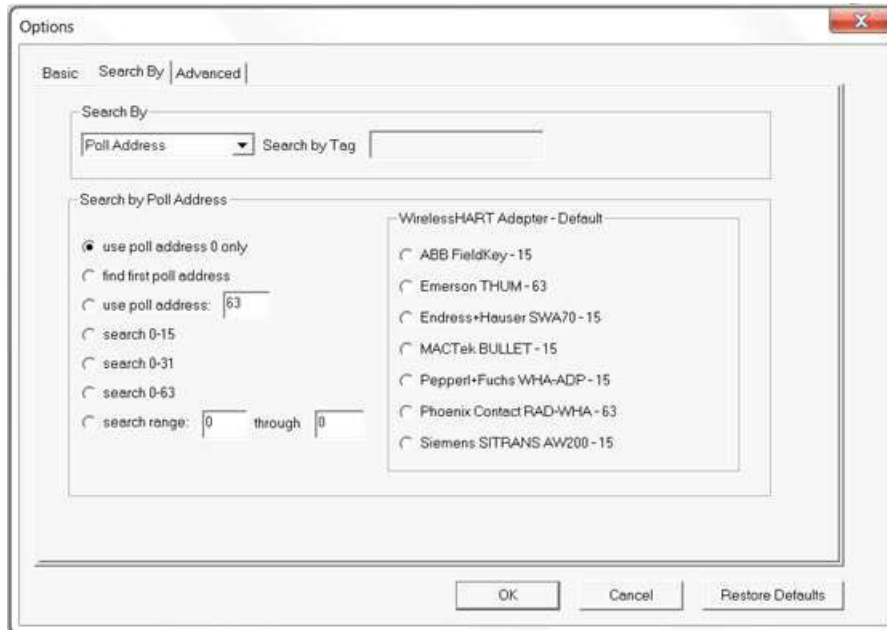 Options
Basic Search By Advanced
Search By
Poll Address Search by Tag
Search by Poll Address
use poll address 0 only
find first poll address
use poll address: 63
search 0-15
search 0-31
search 0-63
search range: 0 through 0
WirelessHART Adapter - Default
ABB FieldKey - 15
Emerson THUM - 63
Endress+Hauser SWA70 - 15
MACTek BULLET - 15
Pepperl+Fuchs WHA-ADP - 15
Phoenix Contact RAD-WHA - 63
Siemens SITRANS AW200 - 15
OK Cancel Restore Defaults